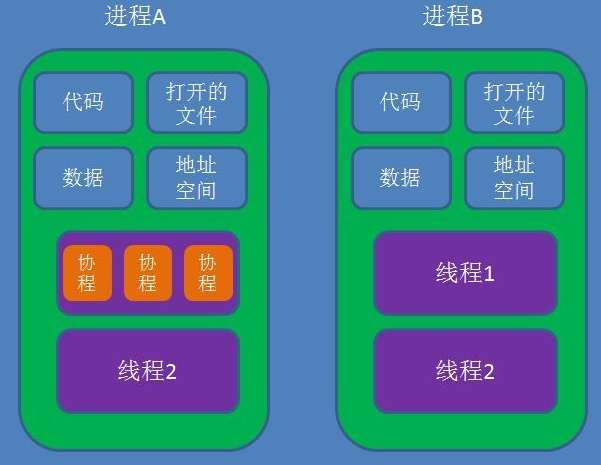 进程A
进程B
代码
打开的
文件
数据
地址
空间
协
程
协
程
协
程
线程2
代码
打开的
文件
数据
地址
空间
线程1
线程2